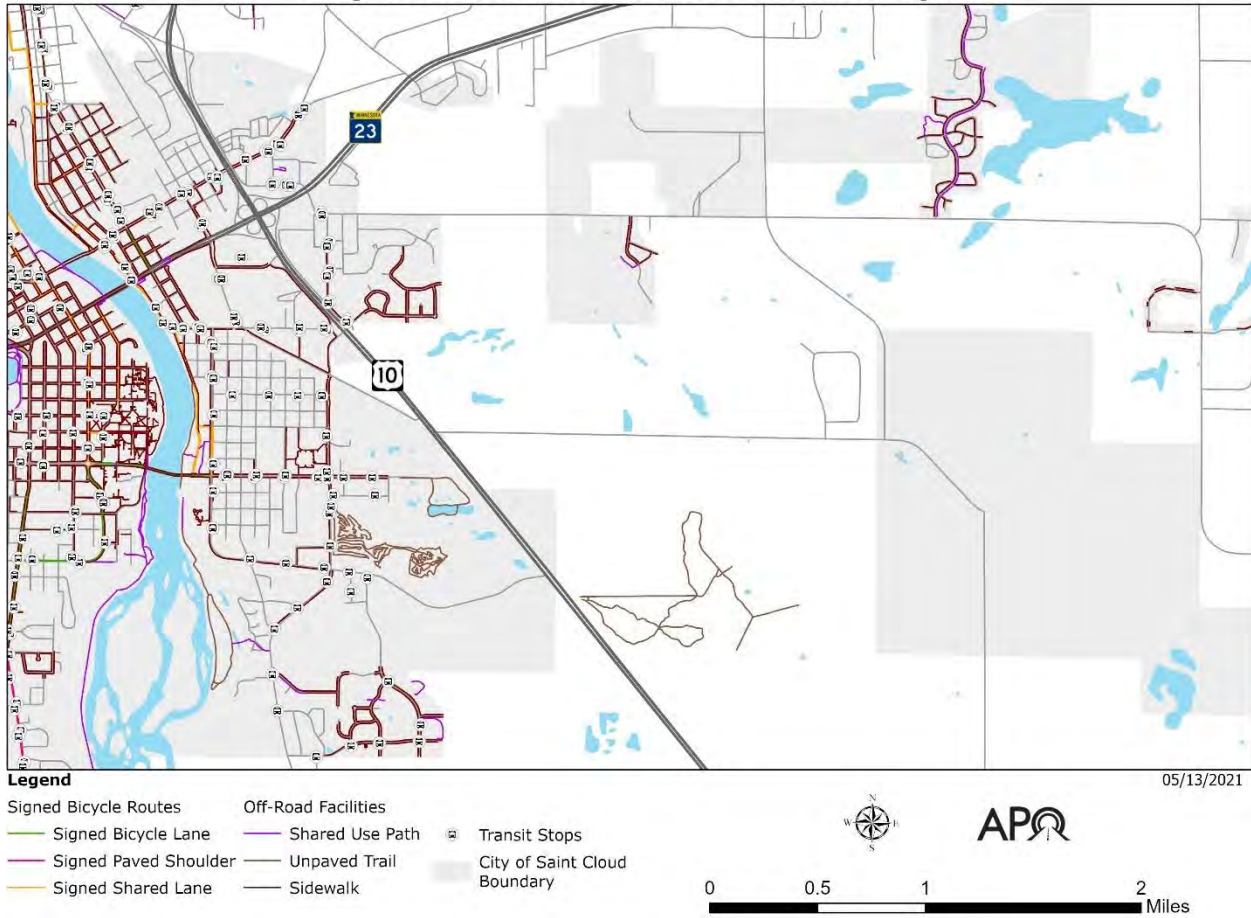 MINNESOTA
23
10
Legend
05/13/2021
Signed Bicycle Routes
Off-Road Facilities
Signed Bicycle Lane
Shared Use Path
Transit Stops
Signed Paved Shoulder
Unpaved Trail
City of Saint Cloud
Boundary
Signed Shared Lane
Sidewalk
N
W
E
S
APO
0 0.5 1 2
Miles